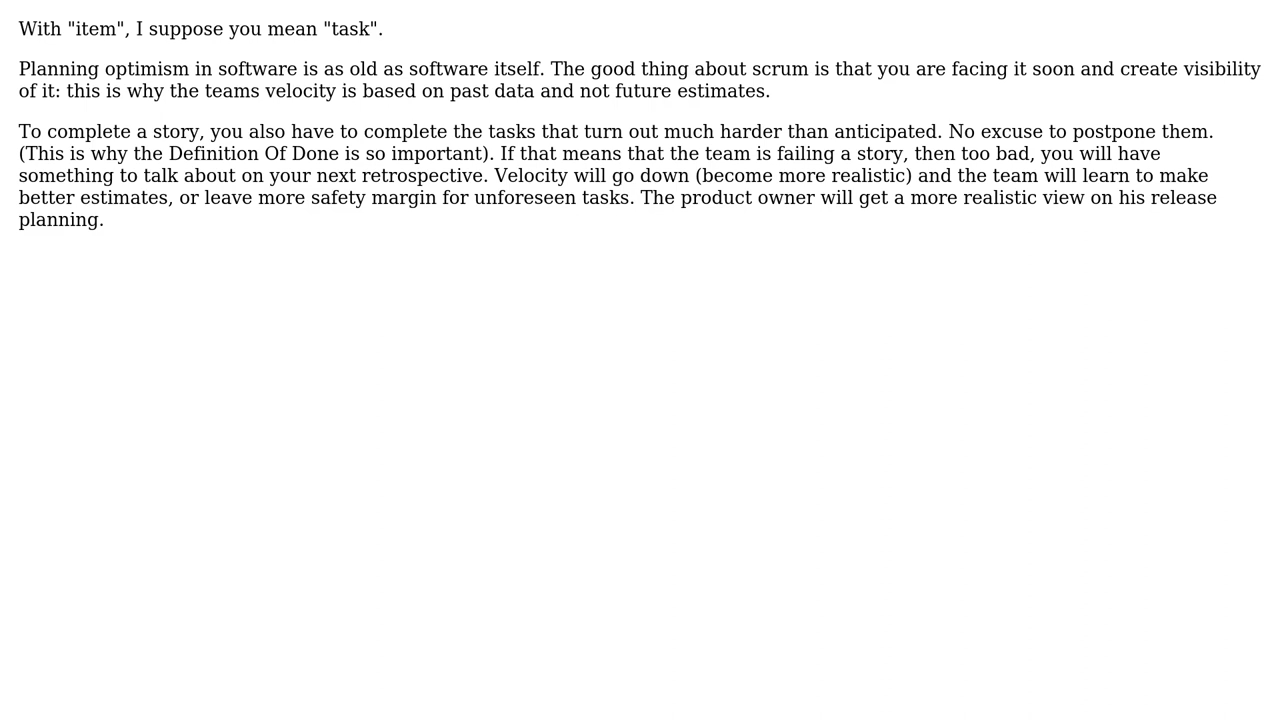 With "item", I suppose you mean "task".
Planning optimism in software is as old as software itself. The good thing about scrum is that you are facing it soon and create visibility
of it: this is why the teams velocity is based on past data and not future estimates.
To complete a story, you also have to complete the tasks that turn out much harder than anticipated. No excuse to postpone them.
(This is why the Definition Of Done is so important). If that means that the team is failing a story, then too bad, you will have
something to talk about on your next retrospective. Velocity will go down (become more realistic) and the team will learn to make
better estimates, or leave more safety margin for unforeseen tasks. The product owner will get a more realistic view on his release
planning.